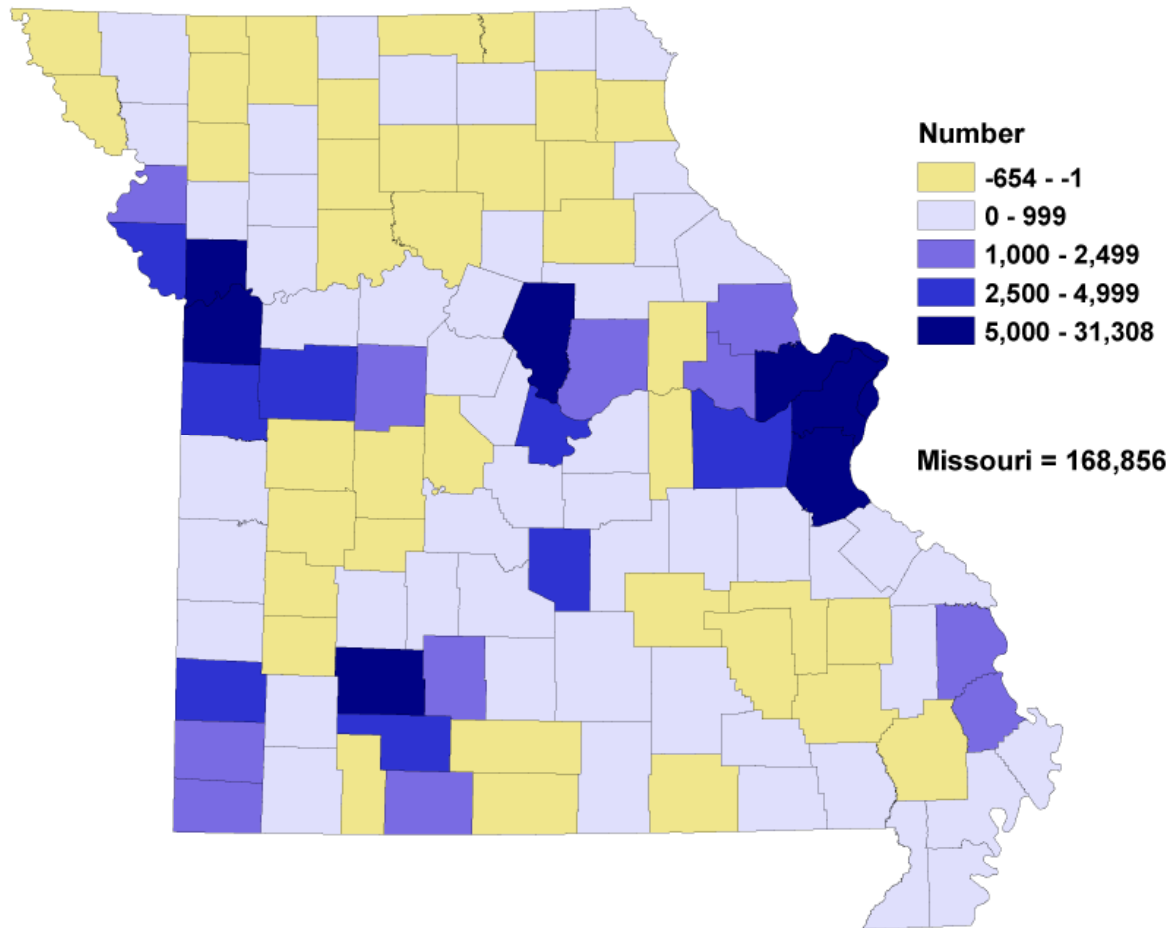 Number
-654 - -1
0 - 999
1,000 - 2,499
2,500 - 4,999
5,000 - 31,308
Missouri = 168,856